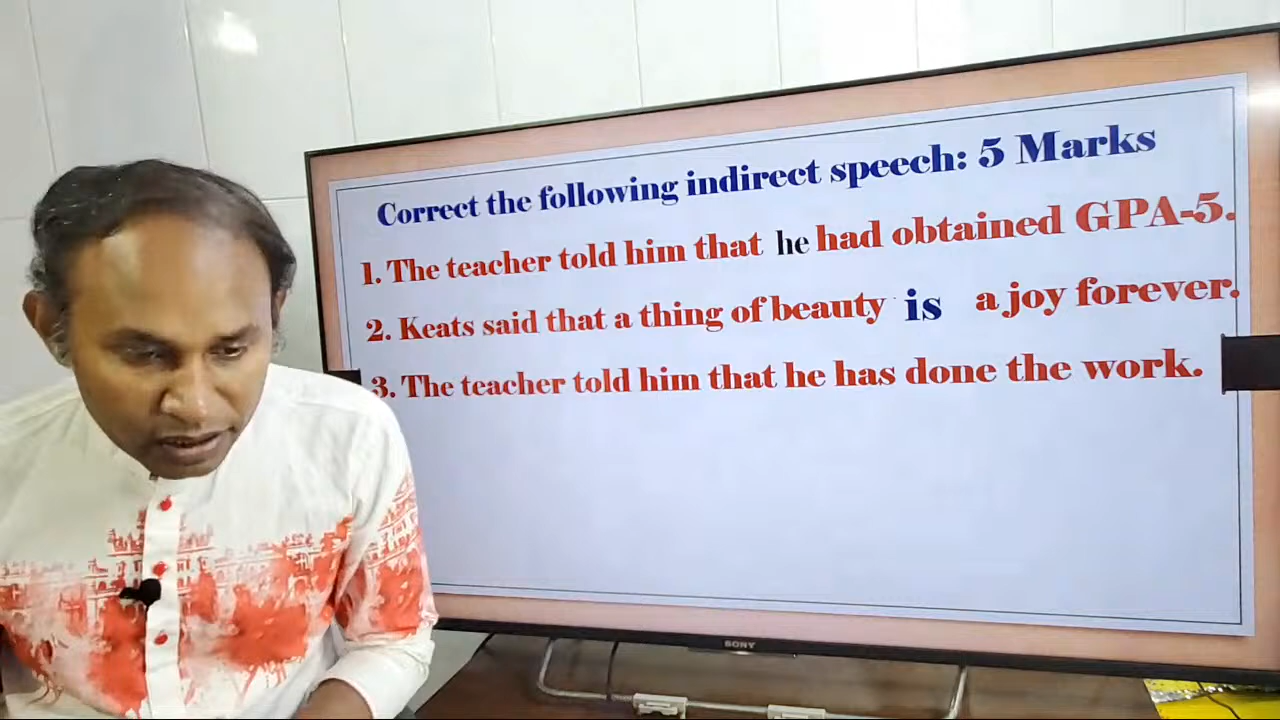 Correct the following indirect speech: 5 Marks
1. The teacher told him that he had obtained GPA-5.
2. Keats said that a thing of beauty is a joy forever.
3. The teacher told him that he has done the work.
SONY